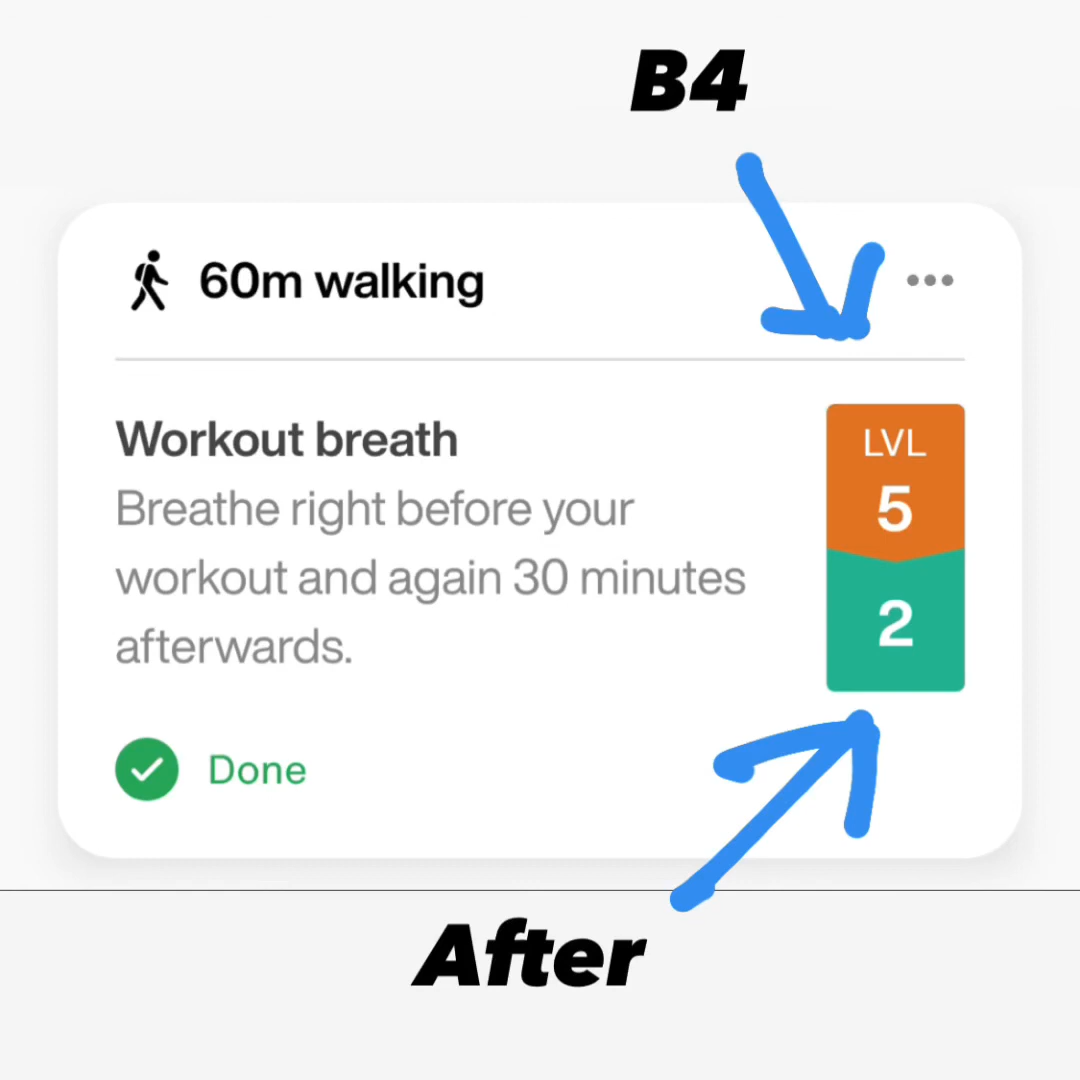 B4
60m walking
Workout breath
Breathe right before your
workout and again 30 minutes
afterwards.
LVL
5
2
Done
After